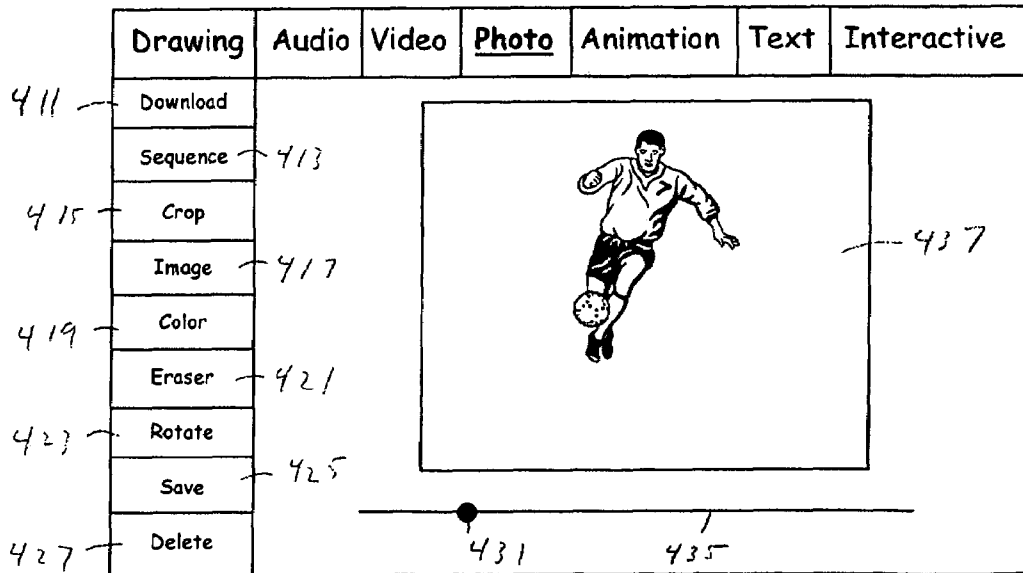 Drawing Audio Video Photo Animation Text Interactive
411 Download
Sequence 413
415 Crop
Image 417
437
419 Color
Eraser 421
423 Rotate
Save 425
427 Delete
431 435